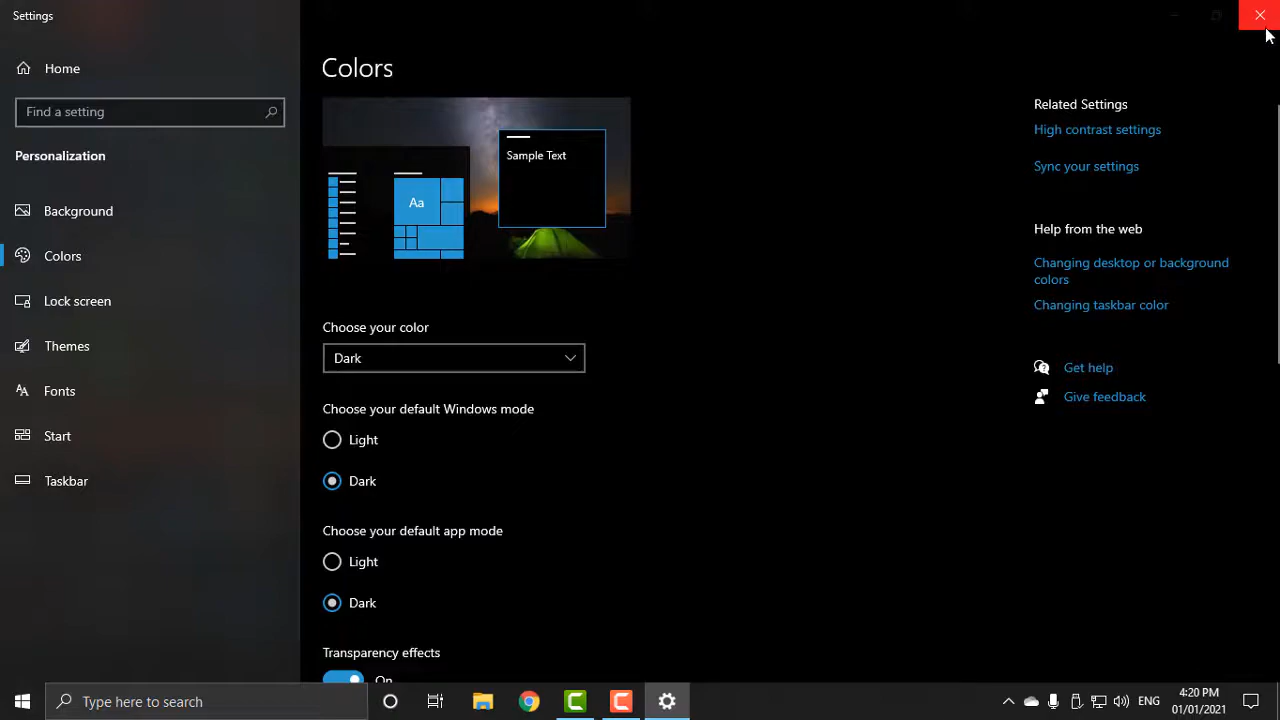 Settings
Home
Find a setting
Personalization
Background
Colors
Lock screen
Themes
Fonts
Start
Taskbar
Colors
Sample Text
Aa
Choose your color
Dark
Choose your default Windows mode
Light
Dark
Choose your default app mode
Light
Dark
Transparency effects
On
Related Settings
High contrast settings
Sync your settings
Help from the web
Changing desktop or background
colors
Changing taskbar color
Get help
Give feedback
Type here to search
ENG
4:20 PM
01/01/2021